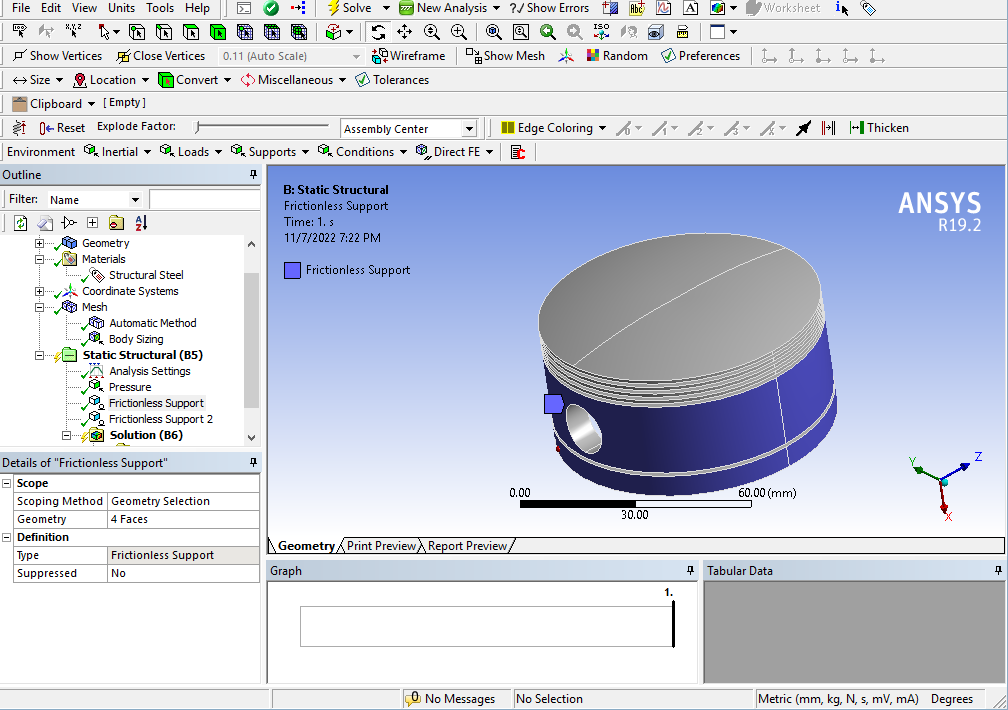 File Edit View Units Tools Help Solve New Analysis ?/ Show Errors Worksheet
Show Vertices Close Vertices 0.11 (Auto Scale) Wireframe Show Mesh Random Preferences
Size Location Convert Miscellaneous Tolerances
Clipboard [ Empty ]
Reset Explode Factor: Assembly Center Edge Coloring Thicken
Environment Inertial Loads Supports Conditions Direct FE
Outline
Filter: Name
Geometry
Materials
Structural Steel
Coordinate Systems
Mesh
Automatic Method
Body Sizing
Static Structural (B5)
Analysis Settings
Pressure
Frictionless Support
Frictionless Support 2
Solution (B6)
Details of "Frictionless Support"
Scope
Scoping Method Geometry Selection
Geometry 4 Faces
Definition
Type Frictionless Support
Suppressed No
B: Static Structural
Frictionless Support
Time: 1. s
11/7/2022 7:22 PM
Frictionless Support
ANSYS
R19.2
0.00 60.00 (mm)
30.00
Y Z
X
Geometry Print Preview Report Preview
Graph
1.
Tabular Data
0 No Messages No Selection Metric (mm, kg, N, s, mV, mA) Degrees